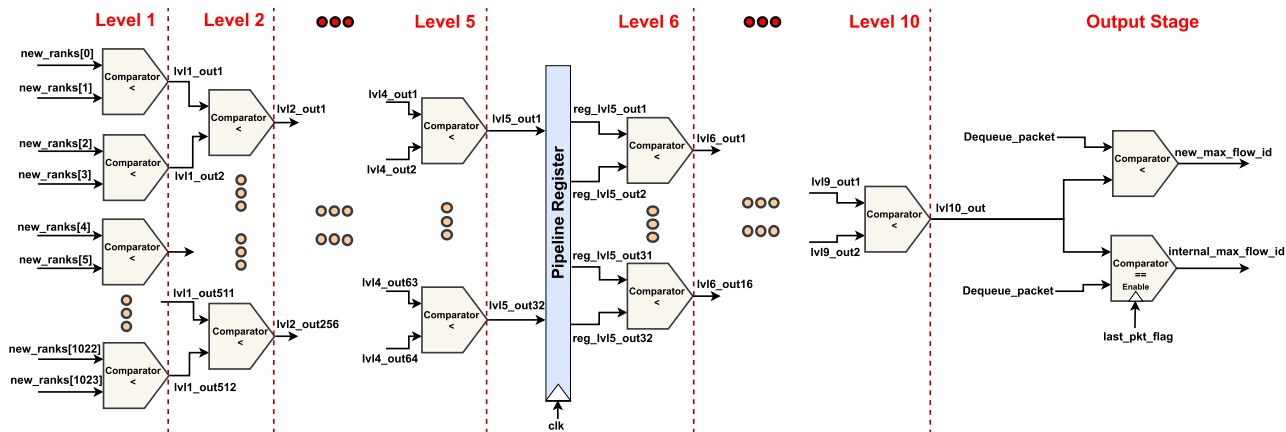 Level 1
Level 2
Level 5
Level 6
Level 10
Output Stage
new_ranks[0]
new_ranks[1]
Comparator
<
lvl1_out1
new_ranks[2]
new_ranks[3]
Comparator
<
lvl1_out2
new_ranks[4]
new_ranks[5]
Comparator
<
new_ranks[1022]
new_ranks[1023]
Comparator
<
lvl1_out512
Comparator
<
lvl2_out1
lvl1_out511
Comparator
<
lvl2_out256
lvl4_out1
lvl4_out2
Comparator
<
lvl5_out1
lvl4_out63
lvl4_out64
Comparator
<
lvl5_out32
Pipeline Register
clk
reg_lvl5_out1
reg_lvl5_out2
Comparator
<
lvl6_out1
reg_lvl5_out31
reg_lvl5_out32
Comparator
<
lvl6_out16
lvl9_out1
lvl9_out2
Comparator
<
lvl10_out
Dequeue_packet
Comparator
<
new_max_flow_id
Dequeue_packet
Comparator
==
Enable
internal_max_flow_id
last_pkt_flag